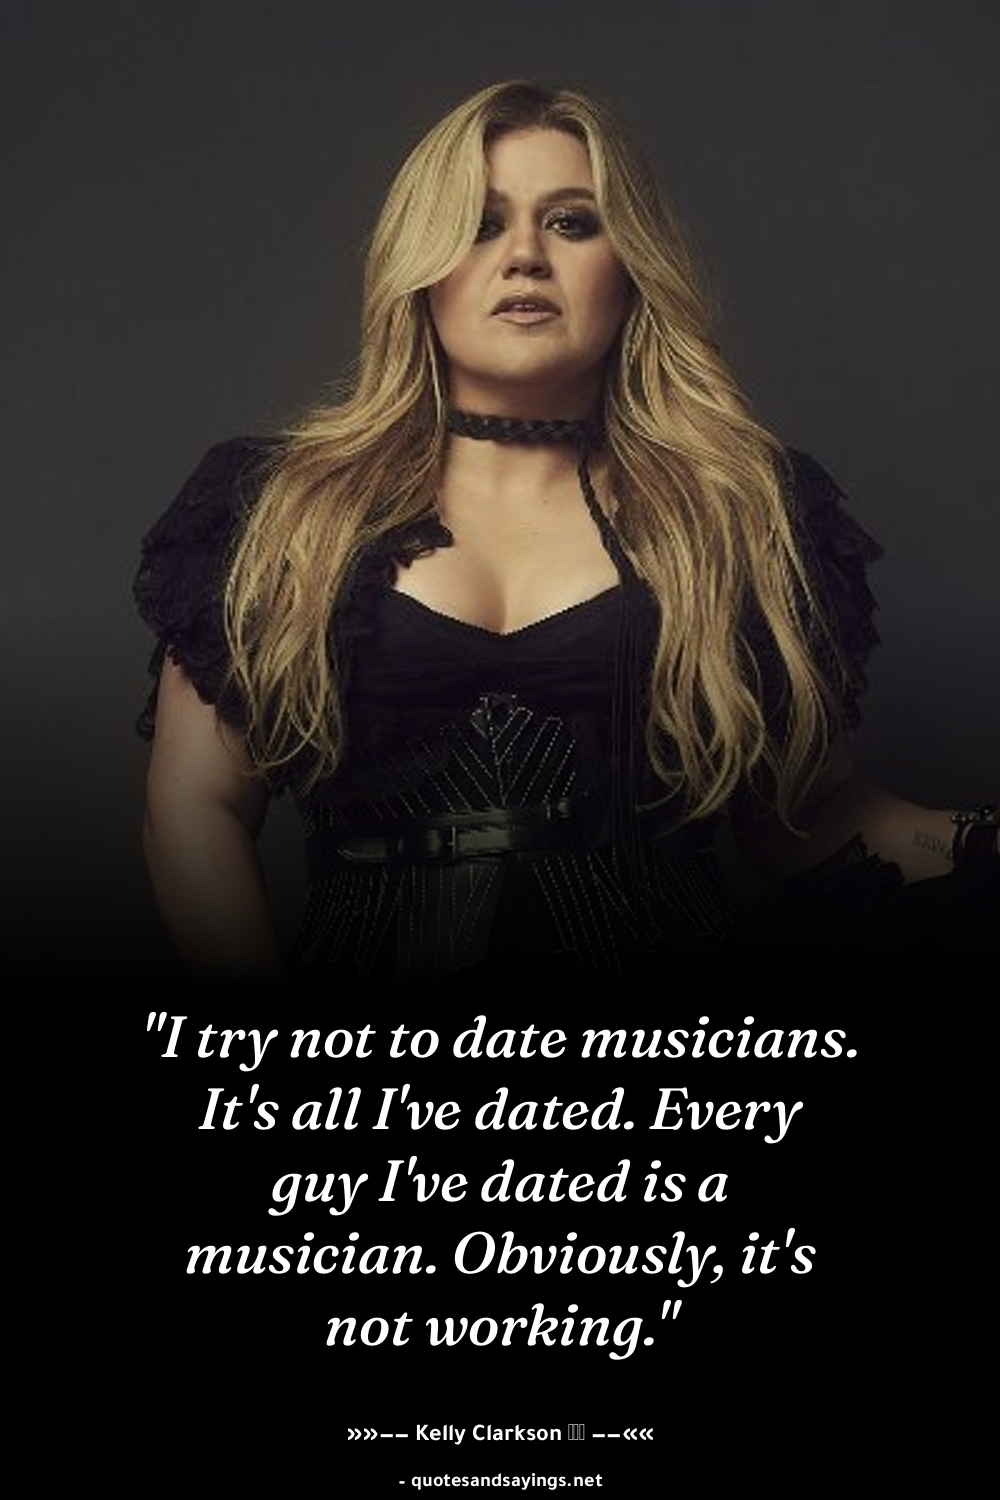 "I try not to date musicians.
It's all I've dated. Every
guy I've dated is a
musician. Obviously, it's
not working."
»»−− Kelly Clarkson −−««
- quotesandsayings.net